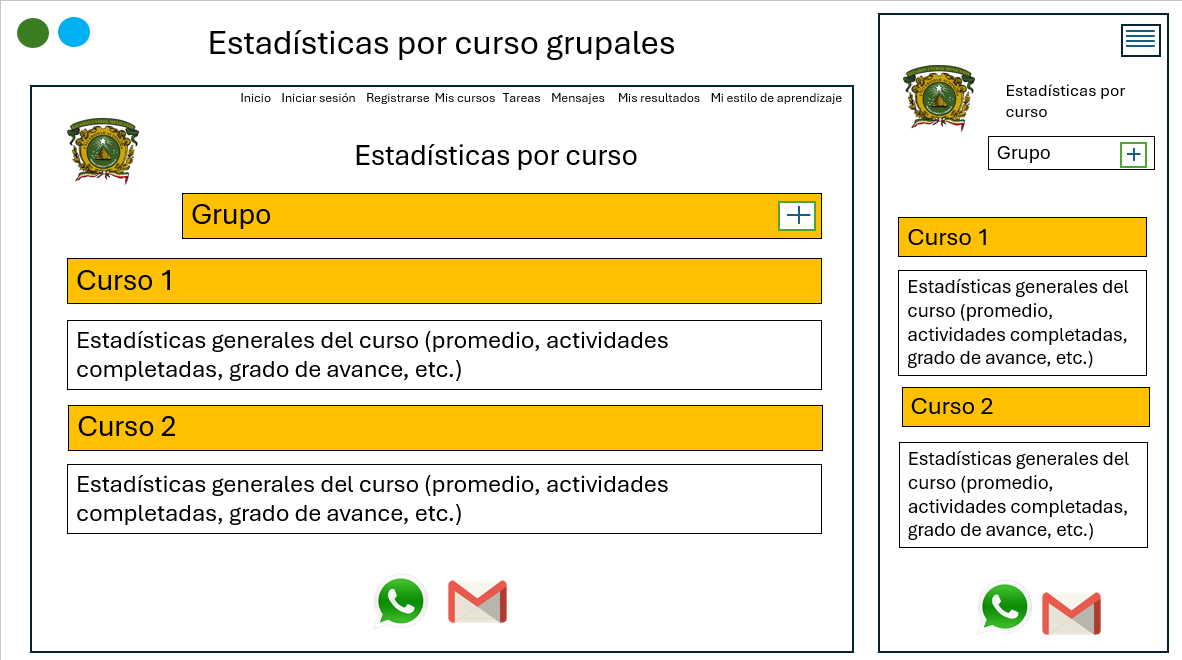 Estadísticas por curso grupales
Inicio Iniciar sesión Registrarse Mis cursos Tareas Mensajes Mis resultados Mi estilo de aprendizaje
Estadísticas por curso
Grupo
Curso 1
Estadísticas generales del curso (promedio, actividades
completadas, grado de avance, etc.)
Curso 2
Estadísticas generales del curso (promedio, actividades
completadas, grado de avance, etc.)
Estadísticas por
curso
Grupo
Curso 1
Estadísticas generales del
curso (promedio,
actividades completadas,
grado de avance, etc.)
Curso 2
Estadísticas generales del
curso (promedio,
actividades completadas,
grado de avance, etc.)